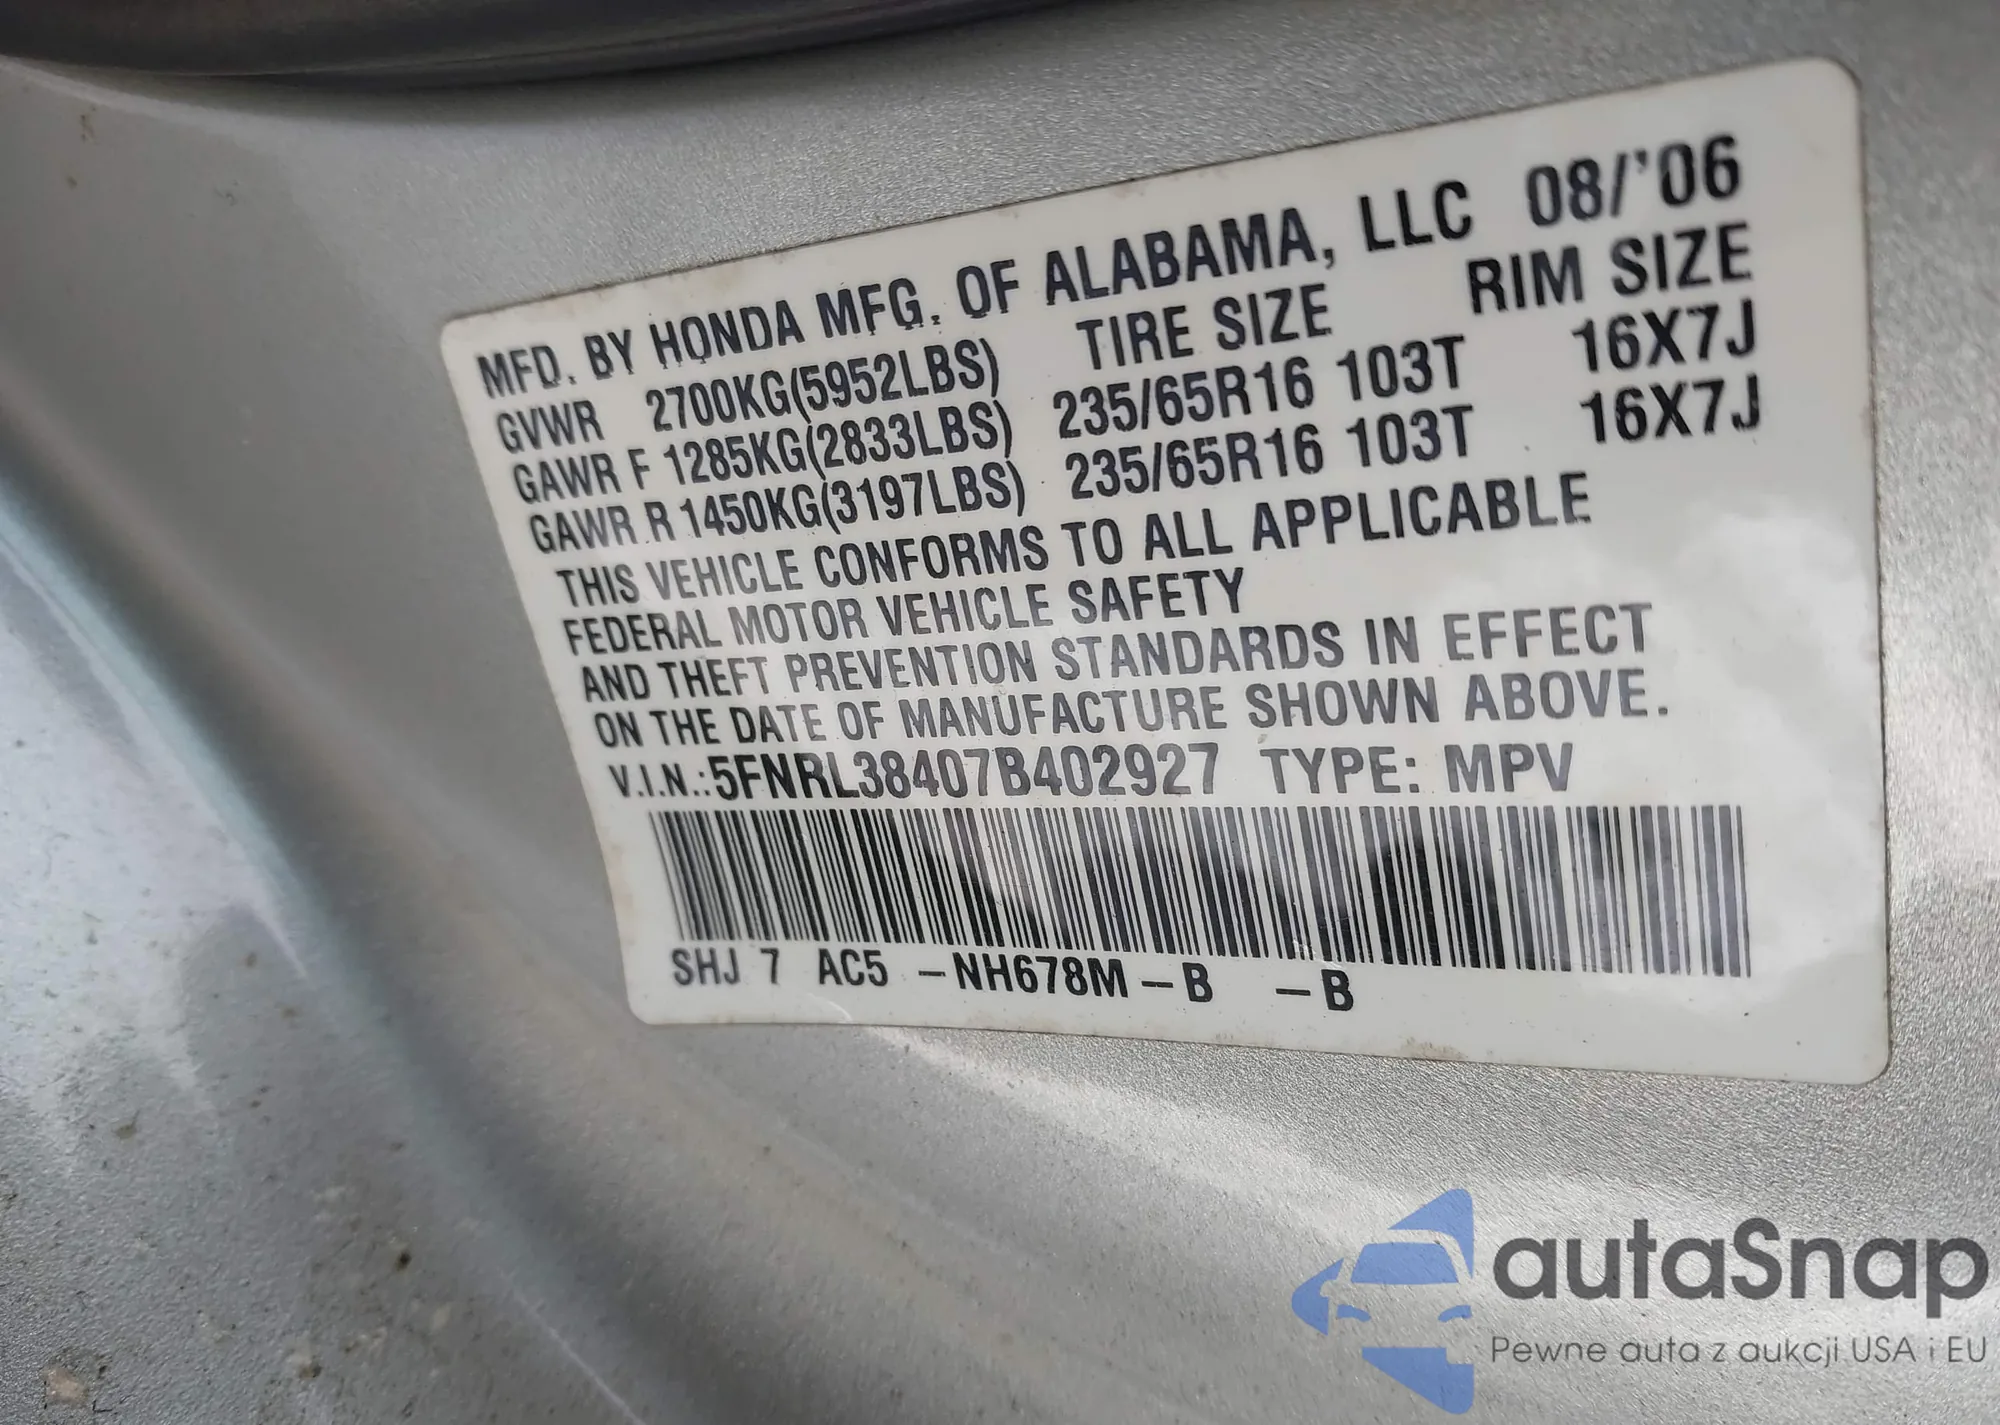 MFD. BY HONDA MFG. OF ALABAMA, LLC 08/'06
GVWR 2700KG(5952LBS) TIRE SIZE RIM SIZE
GAWR F 1285KG(2833LBS) 235/65R16 103T 16X7J
GAWR R 1450KG(3197LBS) 235/65R16 103T 16X7J
THIS VEHICLE CONFORMS TO ALL APPLICABLE
FEDERAL MOTOR VEHICLE SAFETY
AND THEFT PREVENTION STANDARDS IN EFFECT
ON THE DATE OF MANUFACTURE SHOWN ABOVE.
V.I.N.:5FNRL38407B402927 TYPE: MPV
SHJ 7 AC5 –NH678M –B –B
autaSnap
Pewne auta z aukcji USA i EU